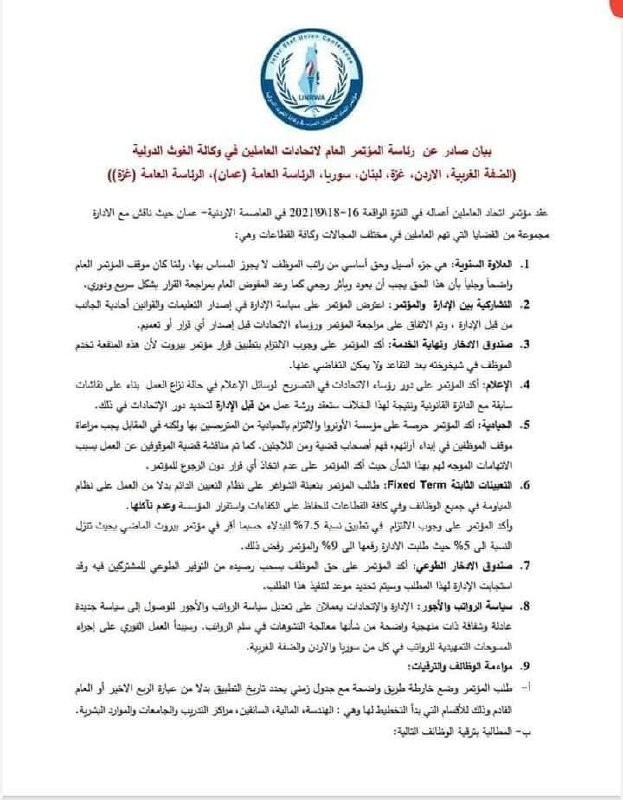 Inter Staf Union Conference
UNRWA
بيان صادر عن رئاسة المؤتمر العام لاتحادات العاملين في وكالة الغوث الدولية
(الضفة الغربية، الاردن، غزة، لبنان، سوريا، الرئاسة العامة (عمان)، الرئاسة العامة (غزة))
عقد مؤتمر اتحاد العاملين أعماله في الفترة الواقعة 16-18\9\2021 في العاصمة الاردنية- عمان حيث ناقش مع الادارة
مجموعة من القضايا التي تهم العاملين في مختلف المجالات وكافة القطاعات وهي:
1. العلاوة السنوية: هي جزء أصيل وحق أساسي من راتب الموظف لا يجوز المساس بها، ولذا كان موقف المؤتمر العام
واضحاً وجلياً بأن هذا الحق يجب أن يعود وبأثر رجعي كما وعد المفوض العام بمراجعة القرار بشكل سريع ودوري.
2. التشاركية بين الإدارة والمؤتمر: اعترض المؤتمر على سياسة الإدارة في إصدار التعليمات والقوانين أحادية الجانب
من قبل الإدارة ، وتم الاتفاق على مراجعة المؤتمر ورؤساء الاتحادات قبل إصدار أي قرار أو تعميم.
3. صندوق الادخار ونهاية الخدمة: أكد المؤتمر على وجوب الالتزام بتطبيق قرار مؤتمر بيروت لأن هذه المنفعة تخدم
الموظف في شيخوخته بعد التقاعد ولا يمكن التغاضي عنها.
4. الإعلام: أكد المؤتمر على دور رؤساء الاتحادات في التصريح لوسائل الإعلام في حالة نزاع العمل بناء على نقاشات
سابقة مع الدائرة القانونية ونتيجة لهذا الخلاف ستعقد ورشة عمل من قبل الإدارة لتحديد دور الإتحادات في ذلك.
5. الحيادية: أكد المؤتمر حرصة على مؤسسة الأونروا والالتزام بالحيادية من المتربصين بها ولكنه في المقابل يجب مراعاة
موقف الموظفين في إبداء آرائهم، فهم أصحاب قضية ومن اللاجئين. كما تم مناقشة قضية الموقوفين عن العمل بسبب
الاتهامات الموجه لهم بهذا الشأن حيث أكد المؤتمر على عدم اتخاذ أي قرار دون الرجوع للمؤتمر.
6. التعيينات الثابتة Fixed Term: طالب المؤتمر بتعبئة الشواغر على نظام التعيين الدائم بدلا من العمل على نظام
المياومة في جميع الوظائف وفي كافة القطاعات للحفاظ على الكفاءات واستقرار المؤسسة وعدم تآكلها.
وأكد المؤتمر على وجوب الالتزام في تطبيق نسبة 7.5% للبدلاء حسبما أقِر في مؤتمر بيروت الماضي بحيث تتنزل
النسبة الى 5% حيث طلبت الادارة رفعها الى 9% والمؤتمر رفض ذلك.
7. صندوق الادخار الطوعي: أكد المؤتمر على حق الموظف بسحب رصيده من التوفير الطوعي للمشتركين فيه وقد
استجابت الإدارة لهذا المطلب وسيتم تحديد موعد لتنفيذ هذا الطلب.
8. سياسة الرواتب والأجور: الإدارة والإتحادات يعملان على تعديل سياسة الرواتب والأجور للوصول إلى سياسة جديدة
عادلة وشفافة ذات منهجية واضحة من شأنها معالجة التشوهات في سلم الرواتب. وسيبدأ العمل الفوري على إجراء
المسوحات التمهيدية للرواتب في كل من سوريا والاردن والضفة الغربية.
9. مواءمة الوظائف والترقيات:
أ- طلب المؤتمر وضع خارطة طريق واضحة مع جدول زمني يحدد تاريخ التطبيق بدلا من عبارة الربع الاخير أو العام
القادم وذلك للأقسام التي بدأ التخطيط لها وهي : الهندسة، المالية، السائقين، مراكز التدريب والجامعات والموارد البشرية.
ب- المطالبة بترقية الوظائف التالية: